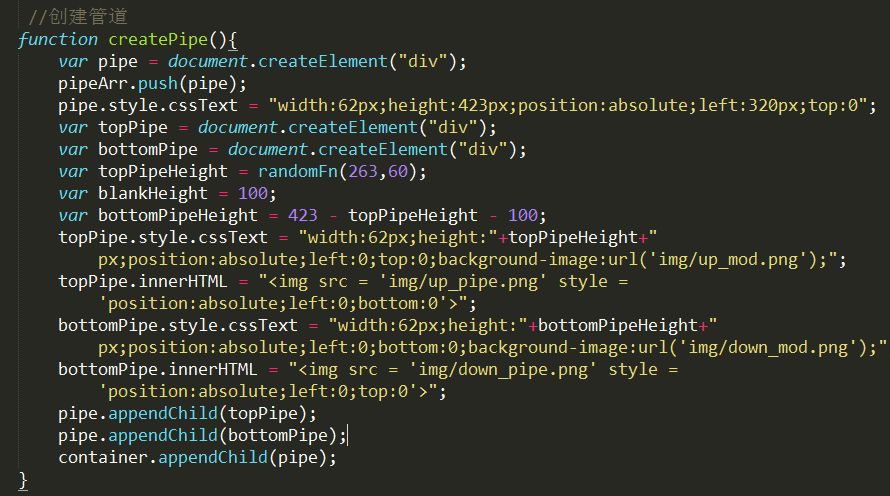 //创建管道
function createPipe(){
var pipe = document.createElement("div");
pipeArr.push(pipe);
pipe.style.cssText = "width:62px;height:423px;position:absolute;left:320px;top:0";
var topPipe = document.createElement("div");
var bottomPipe = document.createElement("div");
var topPipeHeight = randomFn(263,60);
var blankHeight = 100;
var bottomPipeHeight = 423 - topPipeHeight - 100;
topPipe.style.cssText = "width:62px;height:"+topPipeHeight+"
px;position:absolute;left:0;top:0;background-image:url('img/up_mod.png');";
topPipe.innerHTML = "<img src = 'img/up_pipe.png' style =
'position:absolute;left:0;bottom:0'>";
bottomPipe.style.cssText = "width:62px;height:"+bottomPipeHeight+"
px;position:absolute;left:0;bottom:0;background-image:url('img/down_mod.png');"
bottomPipe.innerHTML = "<img src = 'img/down_pipe.png' style =
'position:absolute;left:0;top:0'>";
pipe.appendChild(topPipe);
pipe.appendChild(bottomPipe);
container.appendChild(pipe);
}